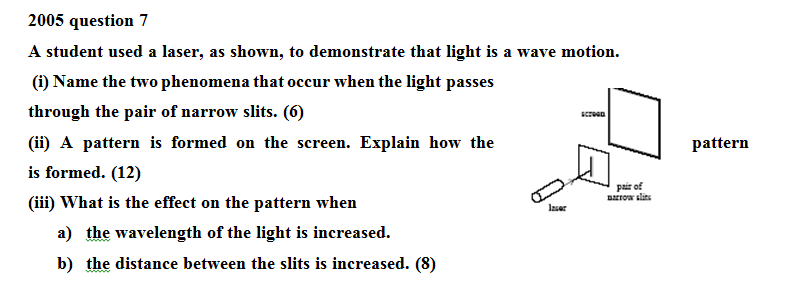 2005 question 7
A student used a laser, as shown, to demonstrate that light is a wave motion.
(i) Name the two phenomena that occur when the light passes
through the pair of narrow slits. (6)
screen
(ii) A pattern is formed on the screen. Explain how the pattern
is formed. (12)
pair of
narrow slits
laser
(iii) What is the effect on the pattern when
a) the wavelength of the light is increased.
b) the distance between the slits is increased. (8)